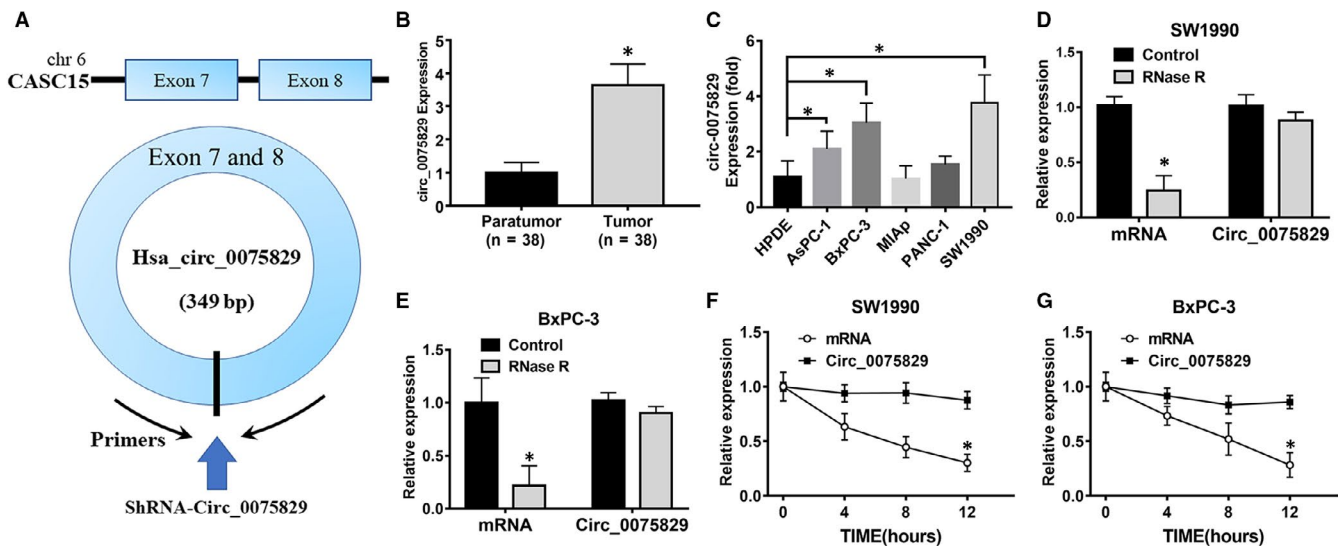 A
chr 6
CASC15
Exon 7
Exon 8
Exon 7 and 8
Hsa_circ_0075829
(349 bp)
Primers
ShRNA-Circ_0075829
B
circ_0075829 Expression
5
4
3
2
1
0
*
Paratumor
(n = 38)
Tumor
(n = 38)
C
circ-0075829
Expression (fold)
6
4
2
0
*
*
*
HPDE
AsPC-1
BxPC-3
MIAp
PANC-1
SW1990
D
SW1990
Control
RNase R
Relative expression
1.5
1.0
0.5
0.0
*
mRNA
Circ_0075829
E
BxPC-3
Control
RNase R
Relative expression
1.5
1.0
0.5
0.0
*
mRNA
Circ_0075829
F
SW1990
mRNA
Circ_0075829
Relative expression
1.5
1.0
0.5
0.0
*
0 4 8 12
TIME(hours)
G
BxPC-3
mRNA
Circ_0075829
Relative expression
1.5
1.0
0.5
0.0
*
0 4 8 12
TIME(hours)